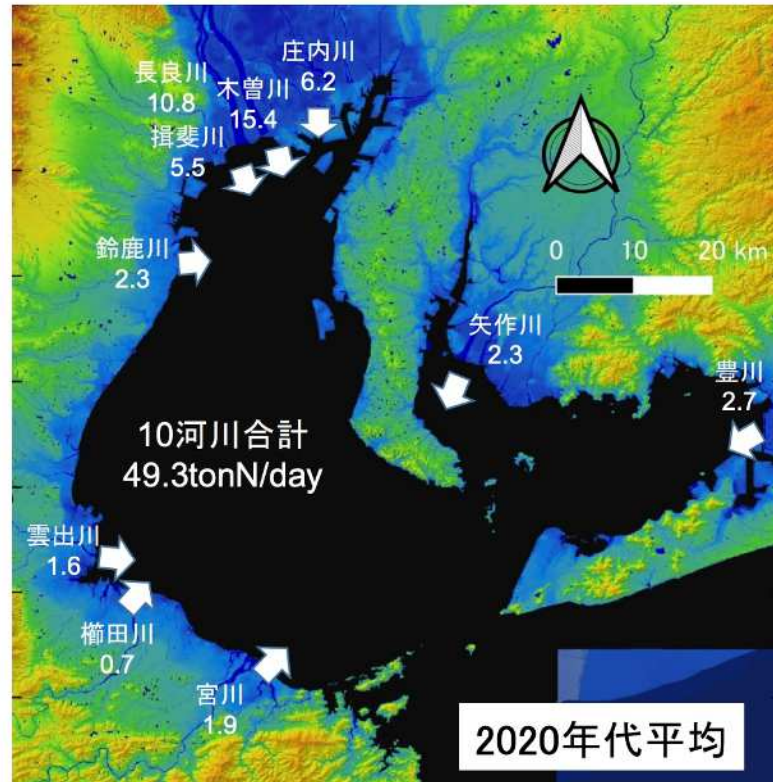 庄内川
6.2
長良川
10.8
木曽川
15.4
揖斐川
5.5
鈴鹿川
2.3
0 10 20 km
矢作川
2.3
豊川
2.7
10河川合計
49.3tonN/day
雲出川
1.6
櫛田川
0.7
宮川
1.9
2020年代平均